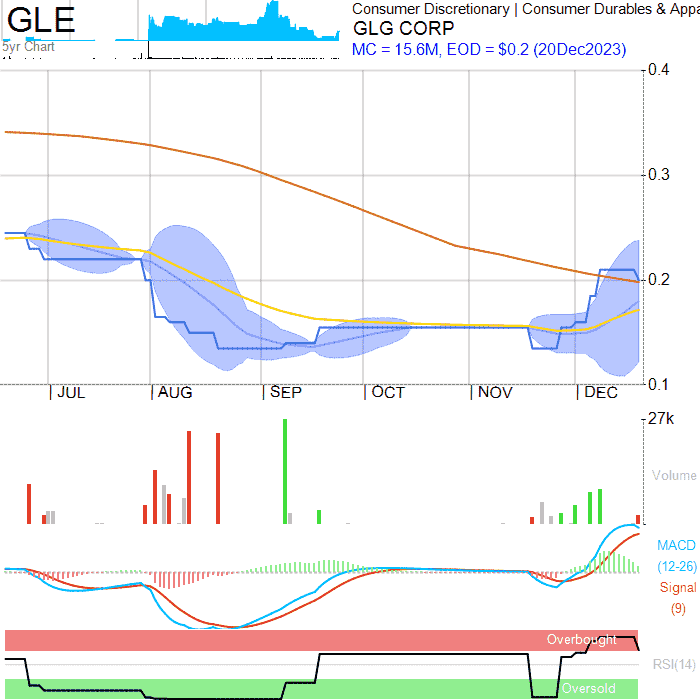 GLE
5yr Chart
Consumer Discretionary | Consumer Durables & Appa
GLG CORP
MC = 15.6M, EOD = $0.2 (20Dec2023)
0.4
0.3
0.2
0.1
| JUL | AUG | SEP | OCT | NOV | DEC
27k
Volume
MACD
(12-26)
Signal
(9)
Overbought
RSI(14)
Oversold